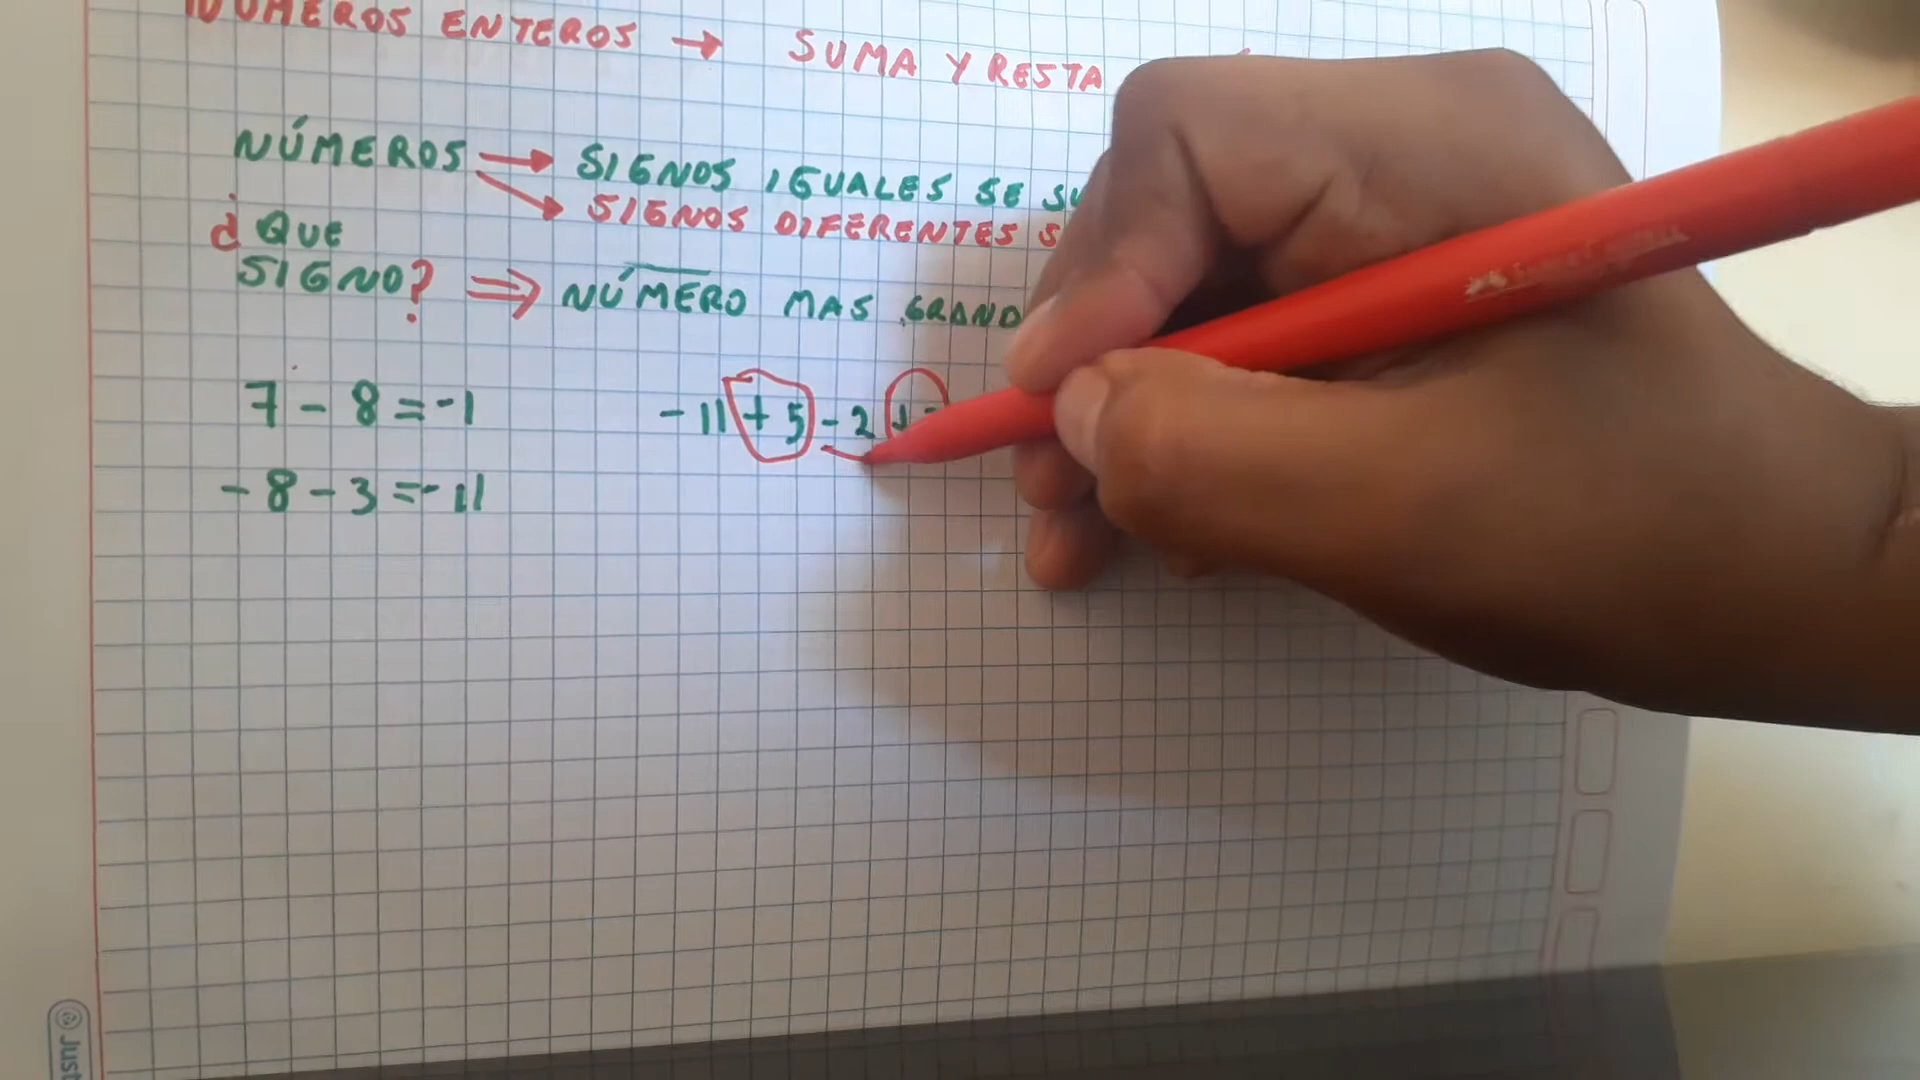 NÚMEROS ENTEROS → SUMA Y RESTA
NÚMEROS → SIGNOS IGUALES SE
→ SIGNOS DIFERENTES
¿QUE
SIGNO? ⇒ NÚMERO MAS
7 - 8 = -1
-11 + 5 - 2
- 8 - 3 = - 11
Just